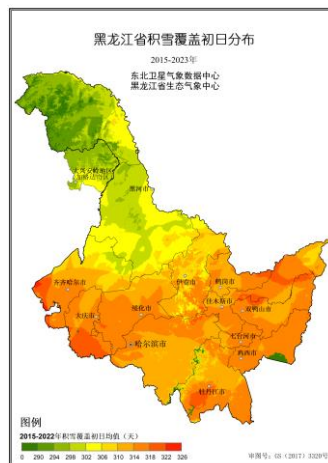 黑龙江省积雪覆盖初日分布
2015-2023年
东北卫星气象数据中心
黑龙江省生态气象中心
大兴安岭地区
黑河市
齐齐哈尔市
伊春市
鹤岗市
佳木斯市
双鸭山市
绥化市
大庆市
七台河市
哈尔滨市
鸡西市
牡丹江市
图例
2015-2022年积雪覆盖初日均值（天）
0 290 294 298 302 306 310 314 318 322 326
审图号：GS (2017) 3320号